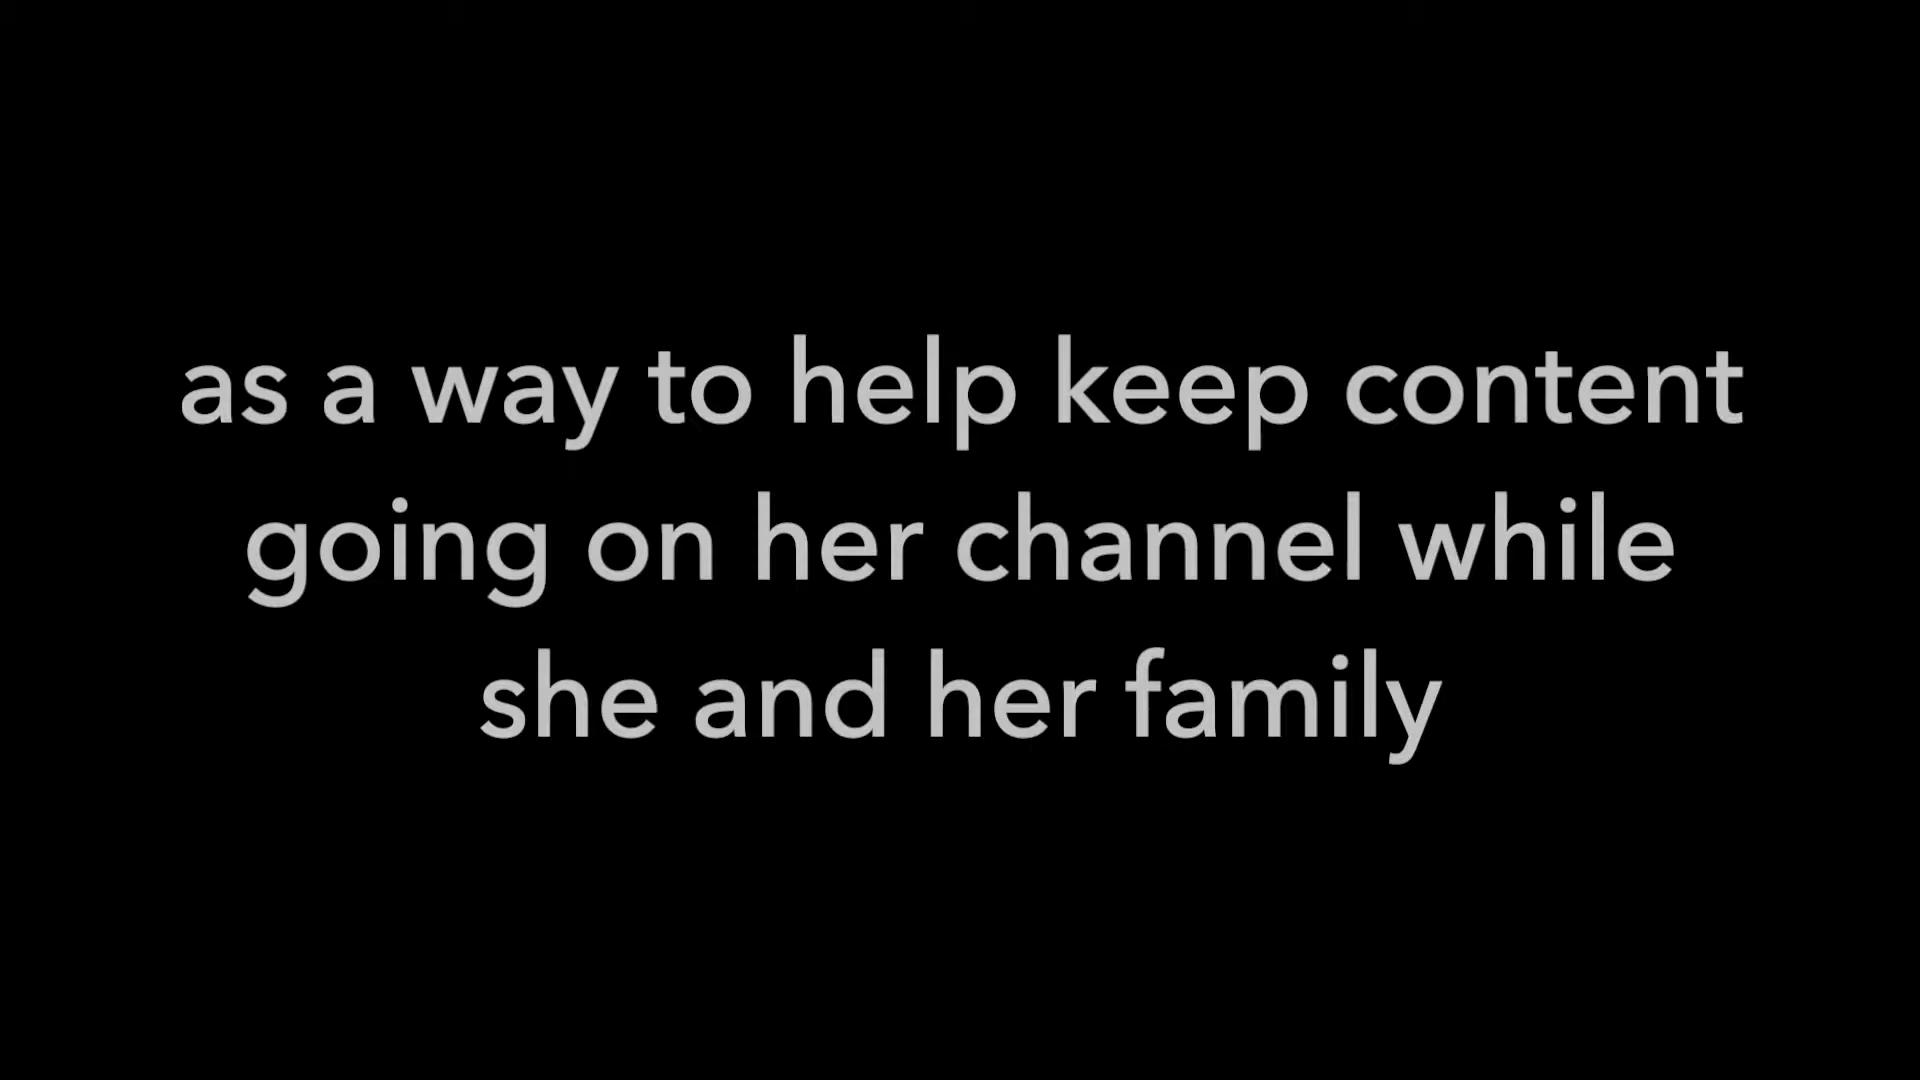 as a way to help keep content
going on her channel while
she and her family